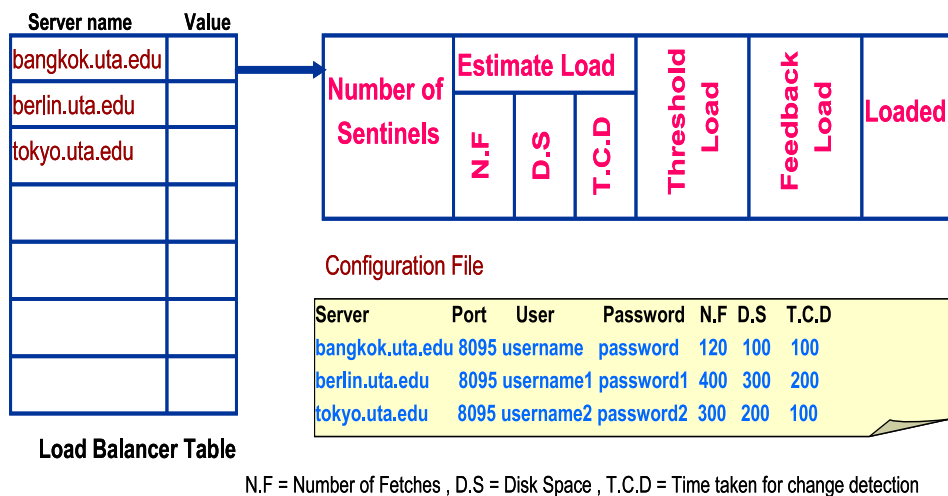 Server name Value
bangkok.uta.edu
berlin.uta.edu
tokyo.uta.edu
Load Balancer Table
Number of
Sentinels
Estimate Load
N.F
D.S
T.C.D
Threshold
Load
Feedback
Load
Loaded
Configuration File
Server Port User Password N.F D.S T.C.D
bangkok.uta.edu 8095 username password 120 100 100
berlin.uta.edu 8095 username1 password1 400 300 200
tokyo.uta.edu 8095 username2 password2 300 200 100
N.F = Number of Fetches , D.S = Disk Space , T.C.D = Time taken for change detection